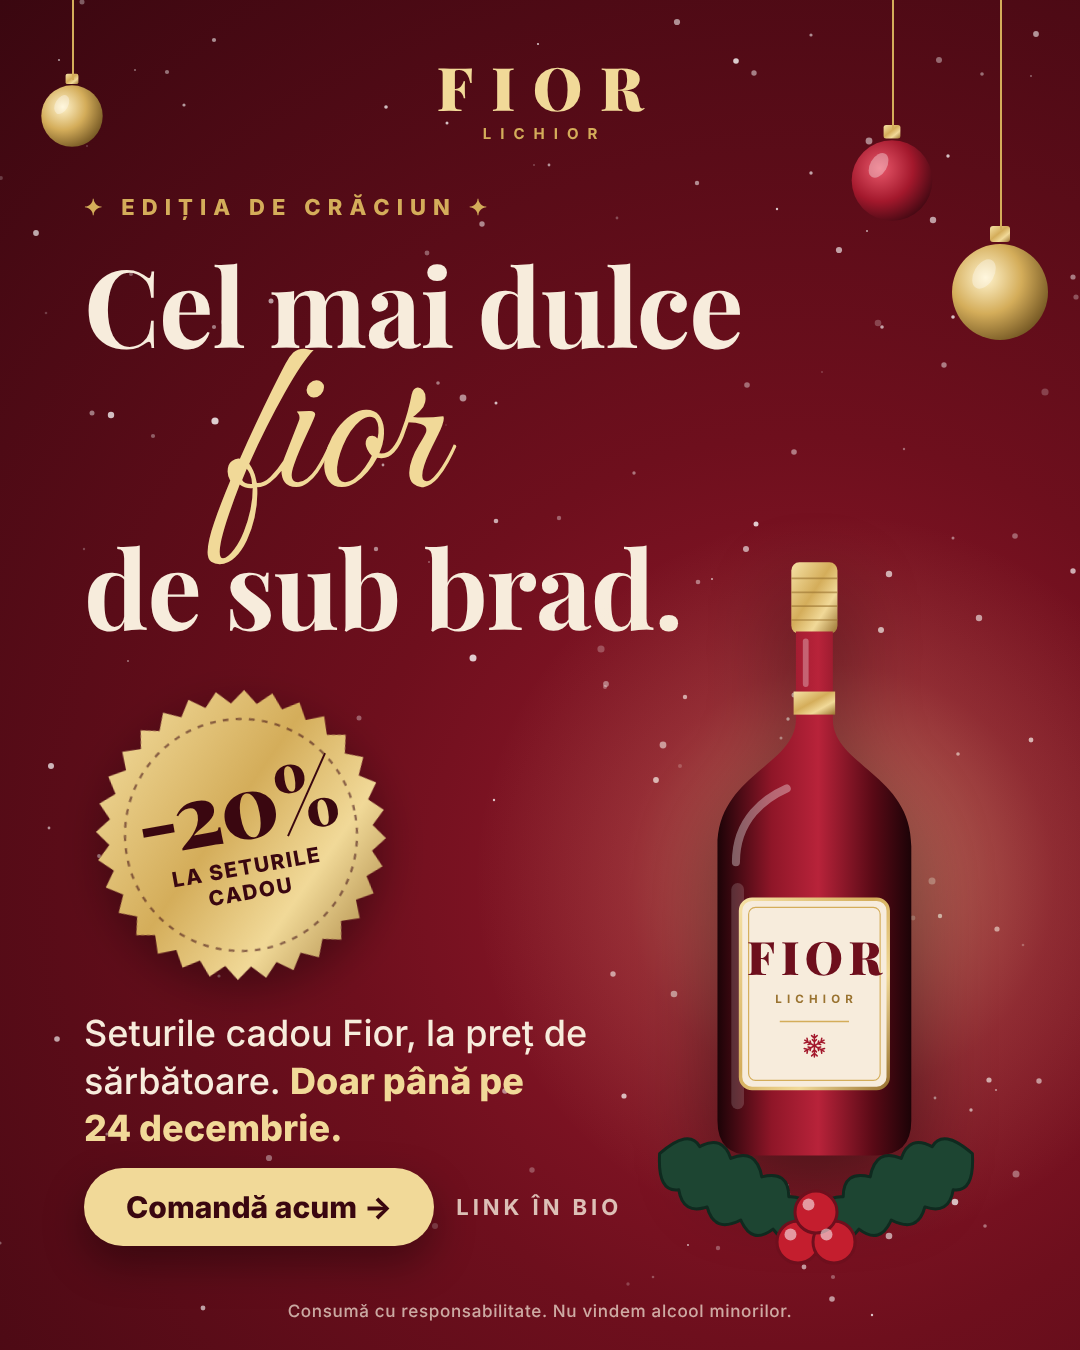 FIOR
LICHIOR
✦ EDIȚIA DE CRĂCIUN ✦
Cel mai dulce
fior
de sub brad.
-20%
LA SETURILE
CADOU
Seturile cadou Fior, la preț de
sărbătoare. Doar până pe
24 decembrie.
Comandă acum →
LINK ÎN BIO
FIOR
LICHIOR
Consumă cu responsabilitate. Nu vindem alcool minorilor.